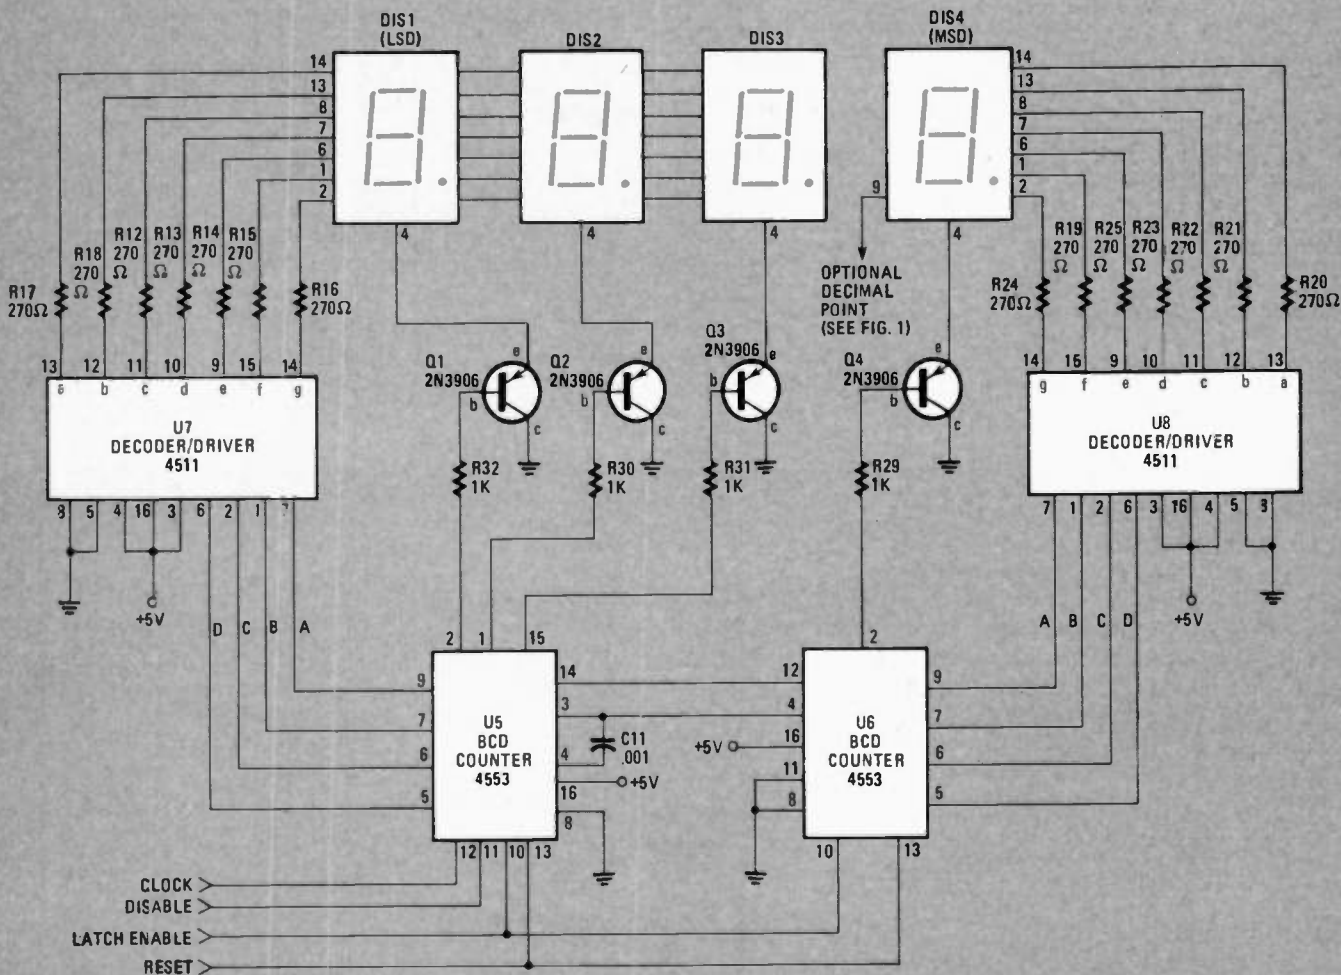 DIS1
(LSD)
DIS2
DIS3
DIS4
(MSD)
14
13
8
7
6
1
2
4
4
4
9
4
14
13
8
7
6
1
2
OPTIONAL
DECIMAL
POINT
(SEE FIG. 1)
R17
270Ω
R18
270
Ω
R12
270
Ω
R13
270
Ω
R14
270
Ω
R15
270
Ω
R16
270Ω
R24
270Ω
R19
270
Ω
R25
270
Ω
R23
270
Ω
R22
270
Ω
R21
270
Ω
R20
270Ω
13 12 11 10 9 15 14
a b c d e f g
U7
DECODER/DRIVER
4511
8 5 4 16 3 6 2 1 7
+5V
D C B A
Q1
2N3906
e
b
c
Q2
2N3906
e
b
c
Q3
2N3906
e
b
c
Q4
2N3906
e
b
c
R32
1K
R30
1K
R31
1K
R29
1K
14 15 9 10 11 12 13
g f e d c b a
U8
DECODER/DRIVER
4511
7 1 2 6 3 16 4 5 8
+5V
A B C D
2 1 15
9
7
6
5
U5
BCD
COUNTER
4553
14
3
4
16
8
12 11 10 13
C11
.001
+5V
2
12
4
16
11
8
+5V
U6
BCD
COUNTER
4553
9
7
6
5
10 13
CLOCK
DISABLE
LATCH ENABLE
RESET